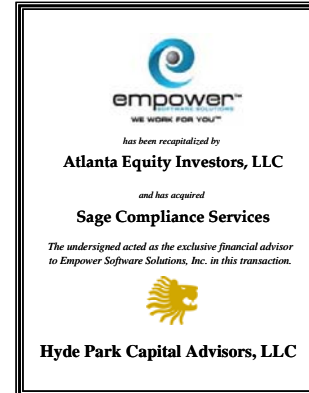 empower™
SOFTWARE SOLUTIONS
WE WORK FOR YOU™
has been recapitalized by
Atlanta Equity Investors, LLC
and has acquired
Sage Compliance Services
The undersigned acted as the exclusive financial advisor
to Empower Software Solutions, Inc. in this transaction.
Hyde Park Capital Advisors, LLC